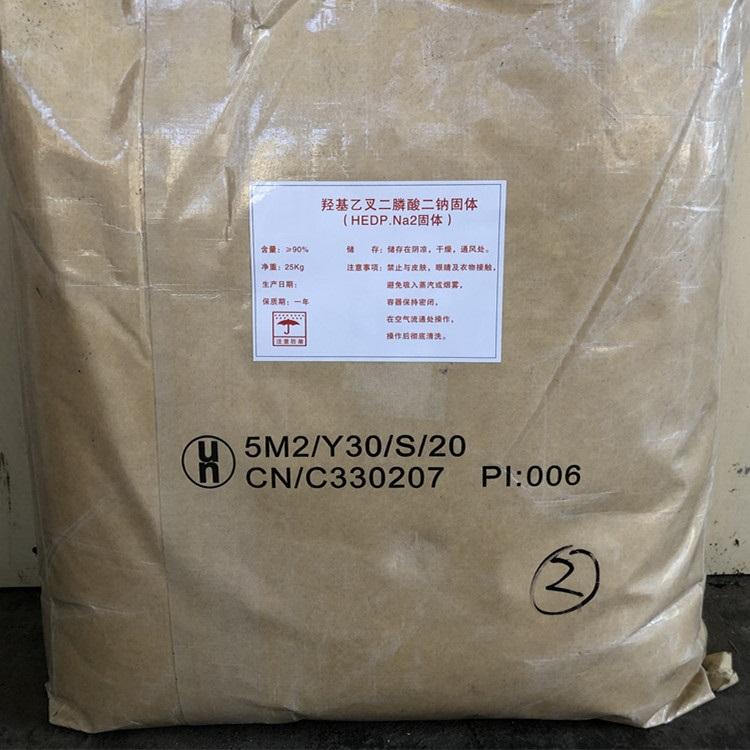 羟基乙叉二膦酸二钠固体
（HEDP.Na2固体）
含量：≥90%
净重：25Kg
生产日期：
保质期：一年
注意防潮
储 存：储存在阴凉，干燥，通风处。
注意事项：禁止与皮肤，眼睛及衣物接触，
避免吸入蒸汽或烟雾，
容器保持密闭，
在空气流通处操作，
操作后彻底清洗。
un
5M2/Y30/S/20
CN/C330207 PI:006
2